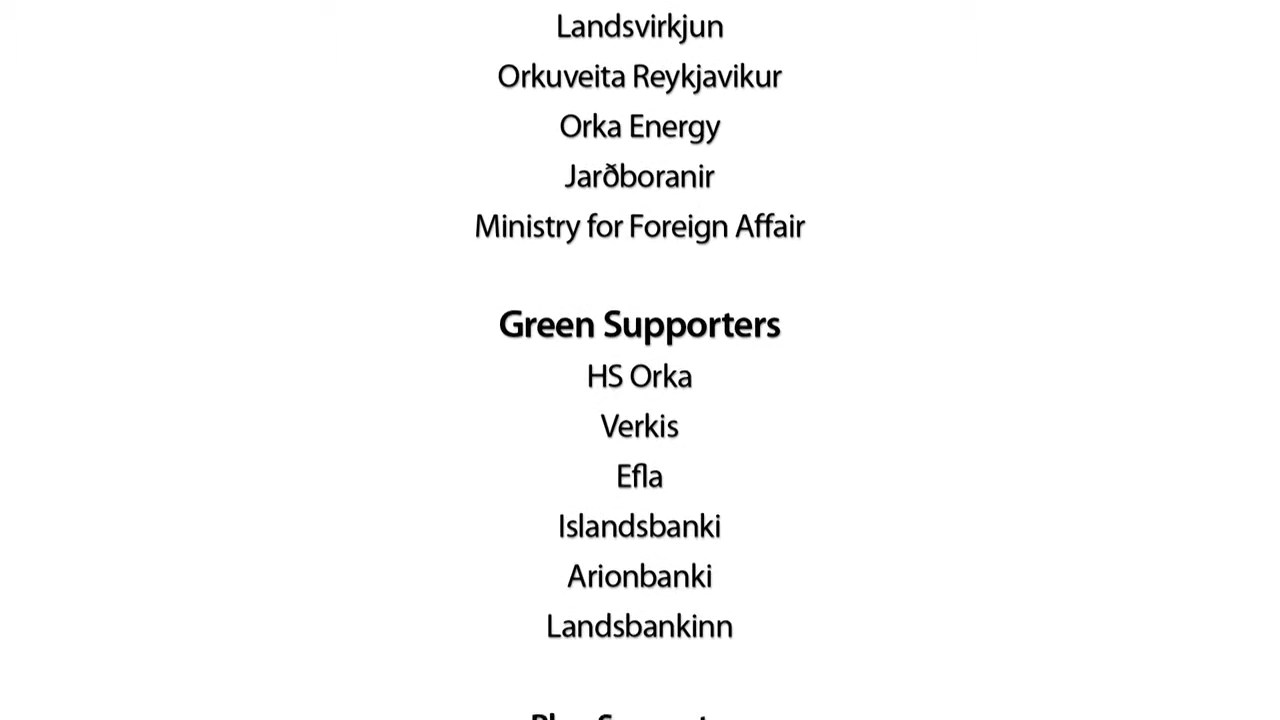 Landsvirkjun
Orkuveita Reykjavikur
Orka Energy
Jarðboranir
Ministry for Foreign Affair
Green Supporters
HS Orka
Verkis
Efla
Islandsbanki
Arionbanki
Landsbankinn